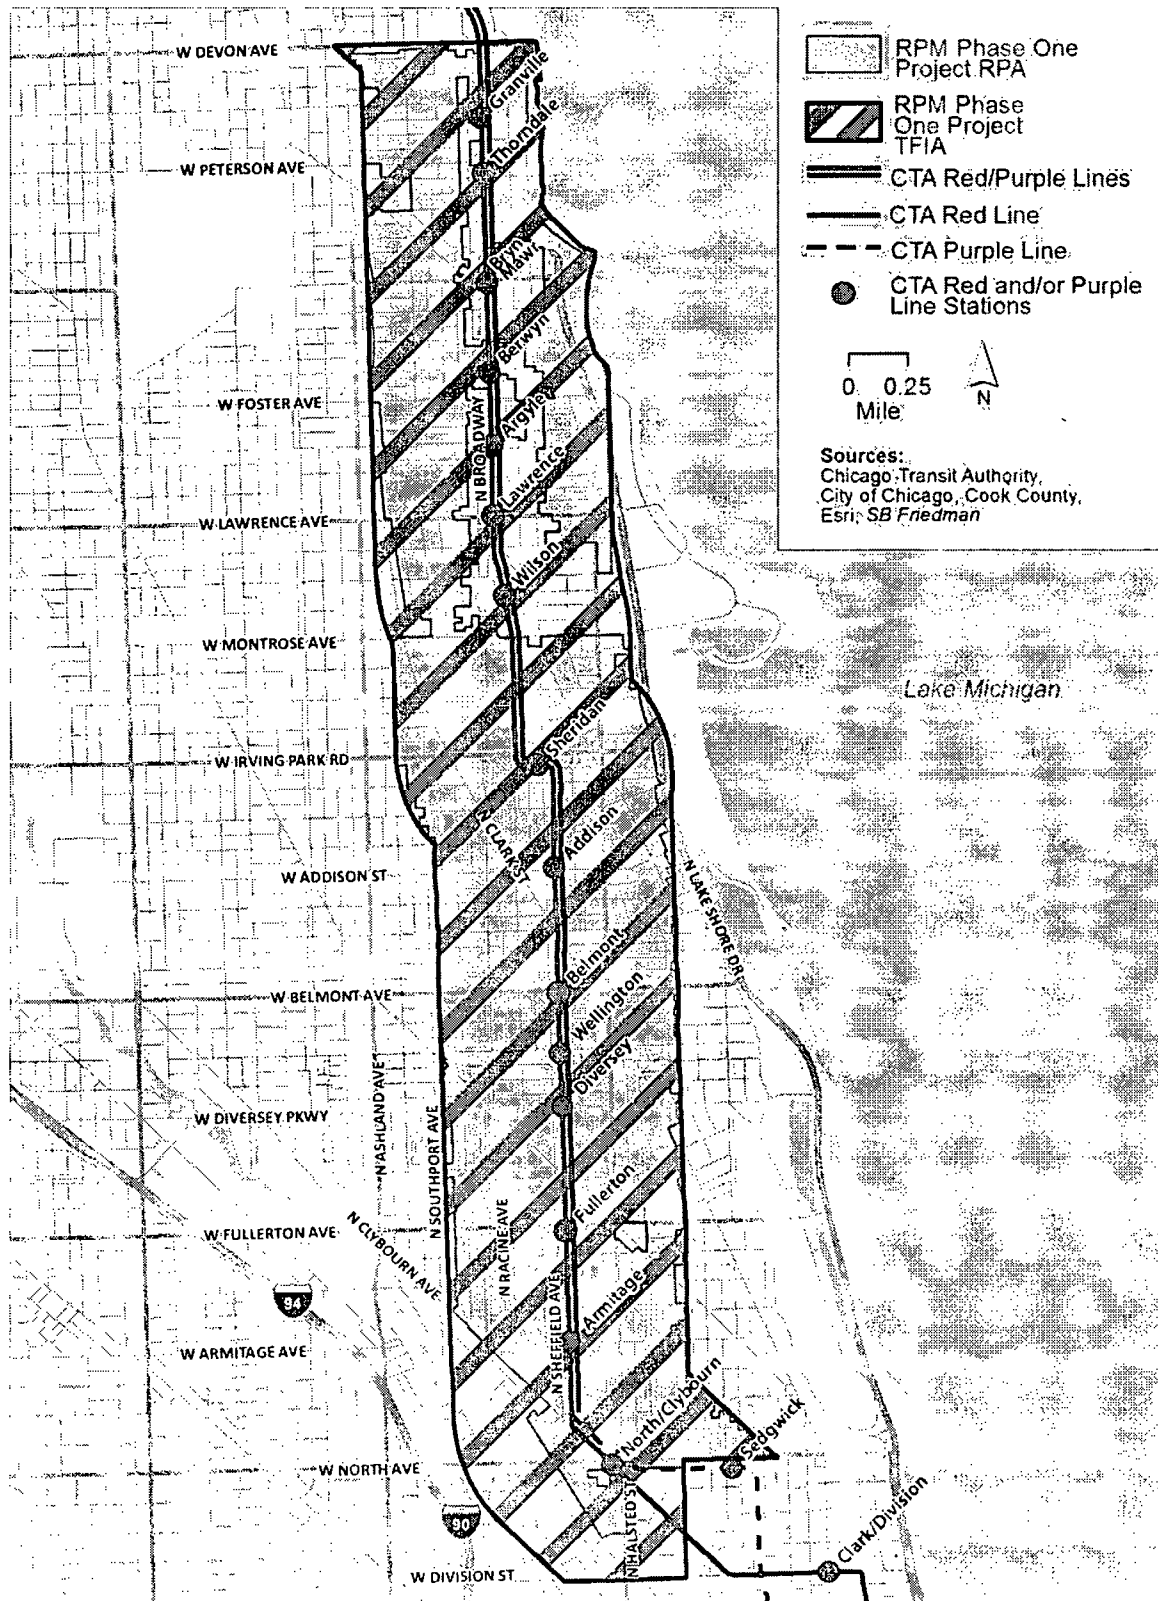 W DEVON AVE
W PETERSON AVE
W FOSTER AVE
W LAWRENCE AVE
W MONTROSE AVE
W IRVING PARK RD
W ADDISON ST
W BELMONT AVE
W DIVERSEY PKWY
W FULLERTON AVE
W ARMITAGE AVE
W NORTH AVE
W DIVISION ST
Granville
Thorndale
Bryn
Mawr
Berwyn
Argyle
Lawrence
Wilson
Sheridan
Addison
Belmont
Wellington
Diversey
Fullerton
Armitage
North/Clybourn
Sedgwick
Clark/Division
N BROADWAY
N CLARK ST
N LAKE SHORE DR
N ASHLAND AVE
N SOUTHPORT AVE
N CLYBOURN AVE
N RACINE AVE
N SHEFFIELD AVE
N HALSTED ST
94
90
Lake Michigan
RPM Phase One
Project RPA
RPM Phase
One Project
TFIA
CTA Red/Purple Lines
CTA Red Line
CTA Purple Line
CTA Red and/or Purple
Line Stations
0 0.25
Mile
N
Sources:
Chicago Transit Authority,
City of Chicago, Cook County,
Esri, SB Friedman